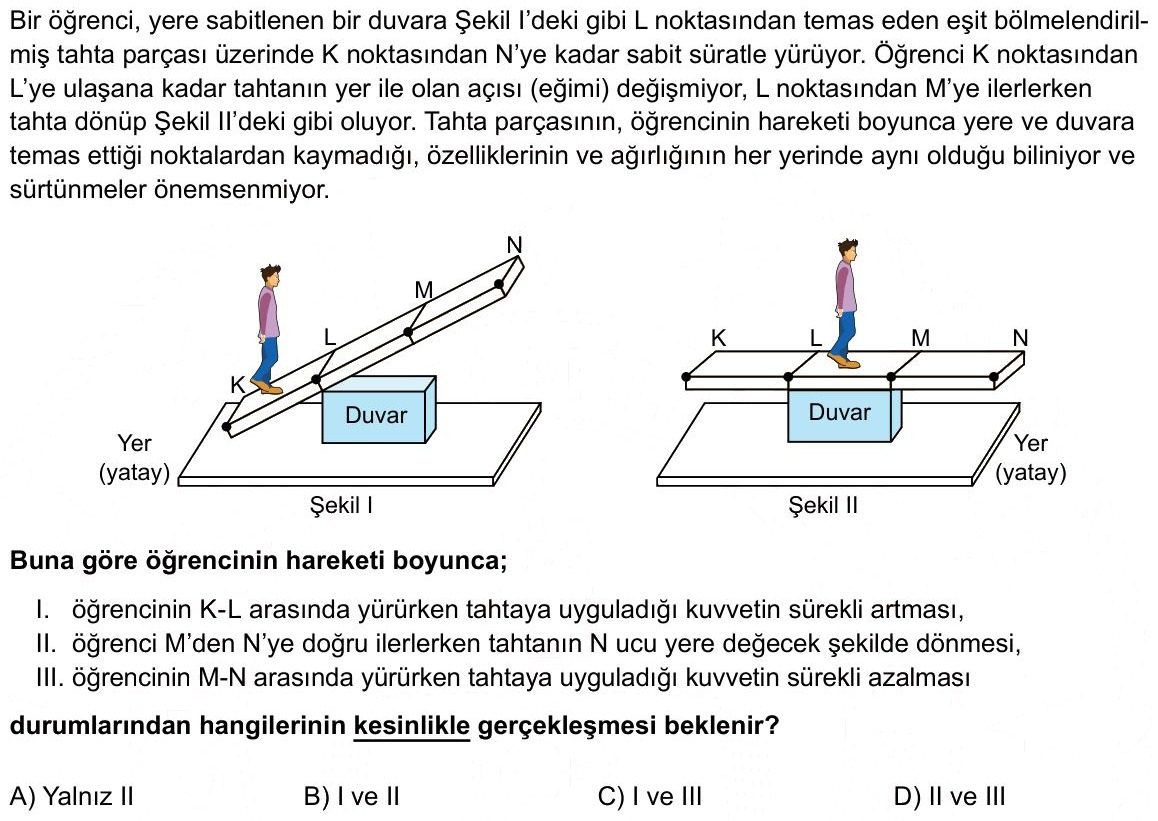 Bir öğrenci, yere sabitlenen bir duvara Şekil I’deki gibi L noktasından temas eden eşit bölmelendiril-
miş tahta parçası üzerinde K noktasından N’ye kadar sabit süratle yürüyor. Öğrenci K noktasından
L’ye ulaşana kadar tahtanın yer ile olan açısı (eğimi) değişmiyor, L noktasından M’ye ilerlerken
tahta dönüp Şekil II’deki gibi oluyor. Tahta parçasının, öğrencinin hareketi boyunca yere ve duvara
temas ettiği noktalardan kaymadığı, özelliklerinin ve ağırlığının her yerinde aynı olduğu biliniyor ve
sürtünmeler önemsenmiyor.
K
L
M
N
Duvar
Yer
(yatay)
Şekil I
K
L
M
N
Duvar
Yer
(yatay)
Şekil II
Buna göre öğrencinin hareketi boyunca;
I. öğrencinin K-L arasında yürürken tahtaya uyguladığı kuvvetin sürekli artması,
II. öğrenci M’den N’ye doğru ilerlerken tahtanın N ucu yere değecek şekilde dönmesi,
III. öğrencinin M-N arasında yürürken tahtaya uyguladığı kuvvetin sürekli azalması
durumlarından hangilerinin kesinlikle gerçekleşmesi beklenir?
A) Yalnız II B) I ve II C) I ve III D) II ve III